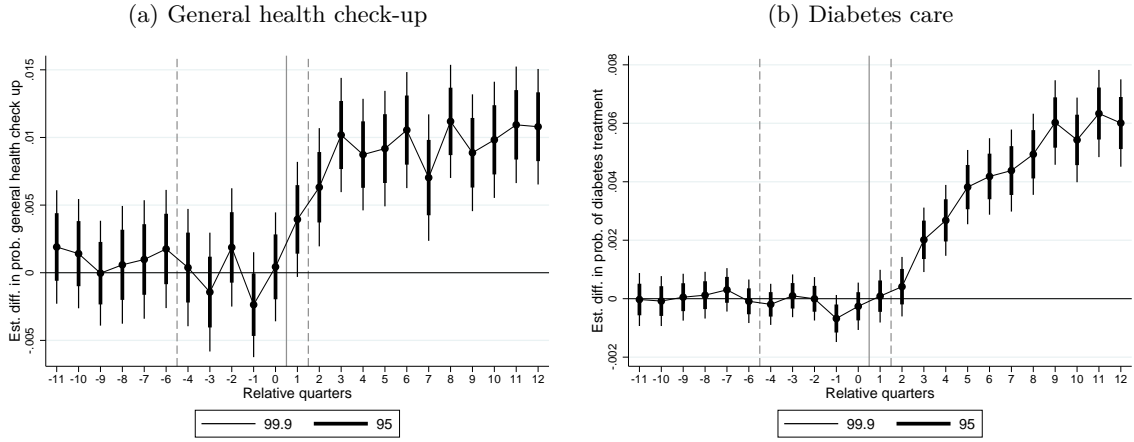 (a) General health check-up
Est. diff. in prob. general health check up
.015
.01
.005
0
-.005
-11 -10 -9 -8 -7 -6 -4 -3 -2 -1 0 1 2 3 4 5 6 7 8 9 10 11 12
Relative quarters
99.9 95
(b) Diabetes care
Est. diff. in prob. of diabetes treatment
.008
.006
.004
.002
0
-.002
-11 -10 -9 -8 -7 -6 -4 -3 -2 -1 0 1 2 3 4 5 6 7 8 9 10 11 12
Relative quarters
99.9 95